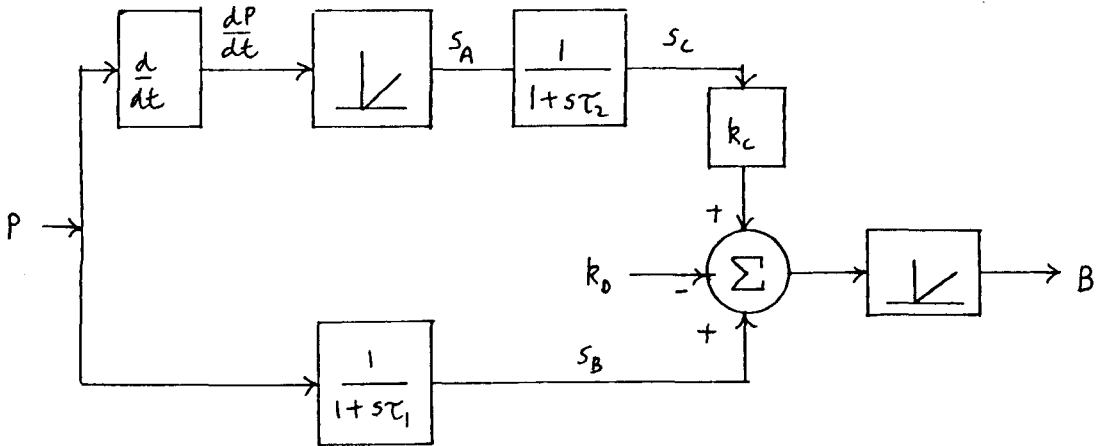 d/dt
dP/dt
S_A
1/(1+sτ_2)
S_C
k_C
P
+
k_0
-
Σ
B
+
S_B
1/(1+sτ_1)